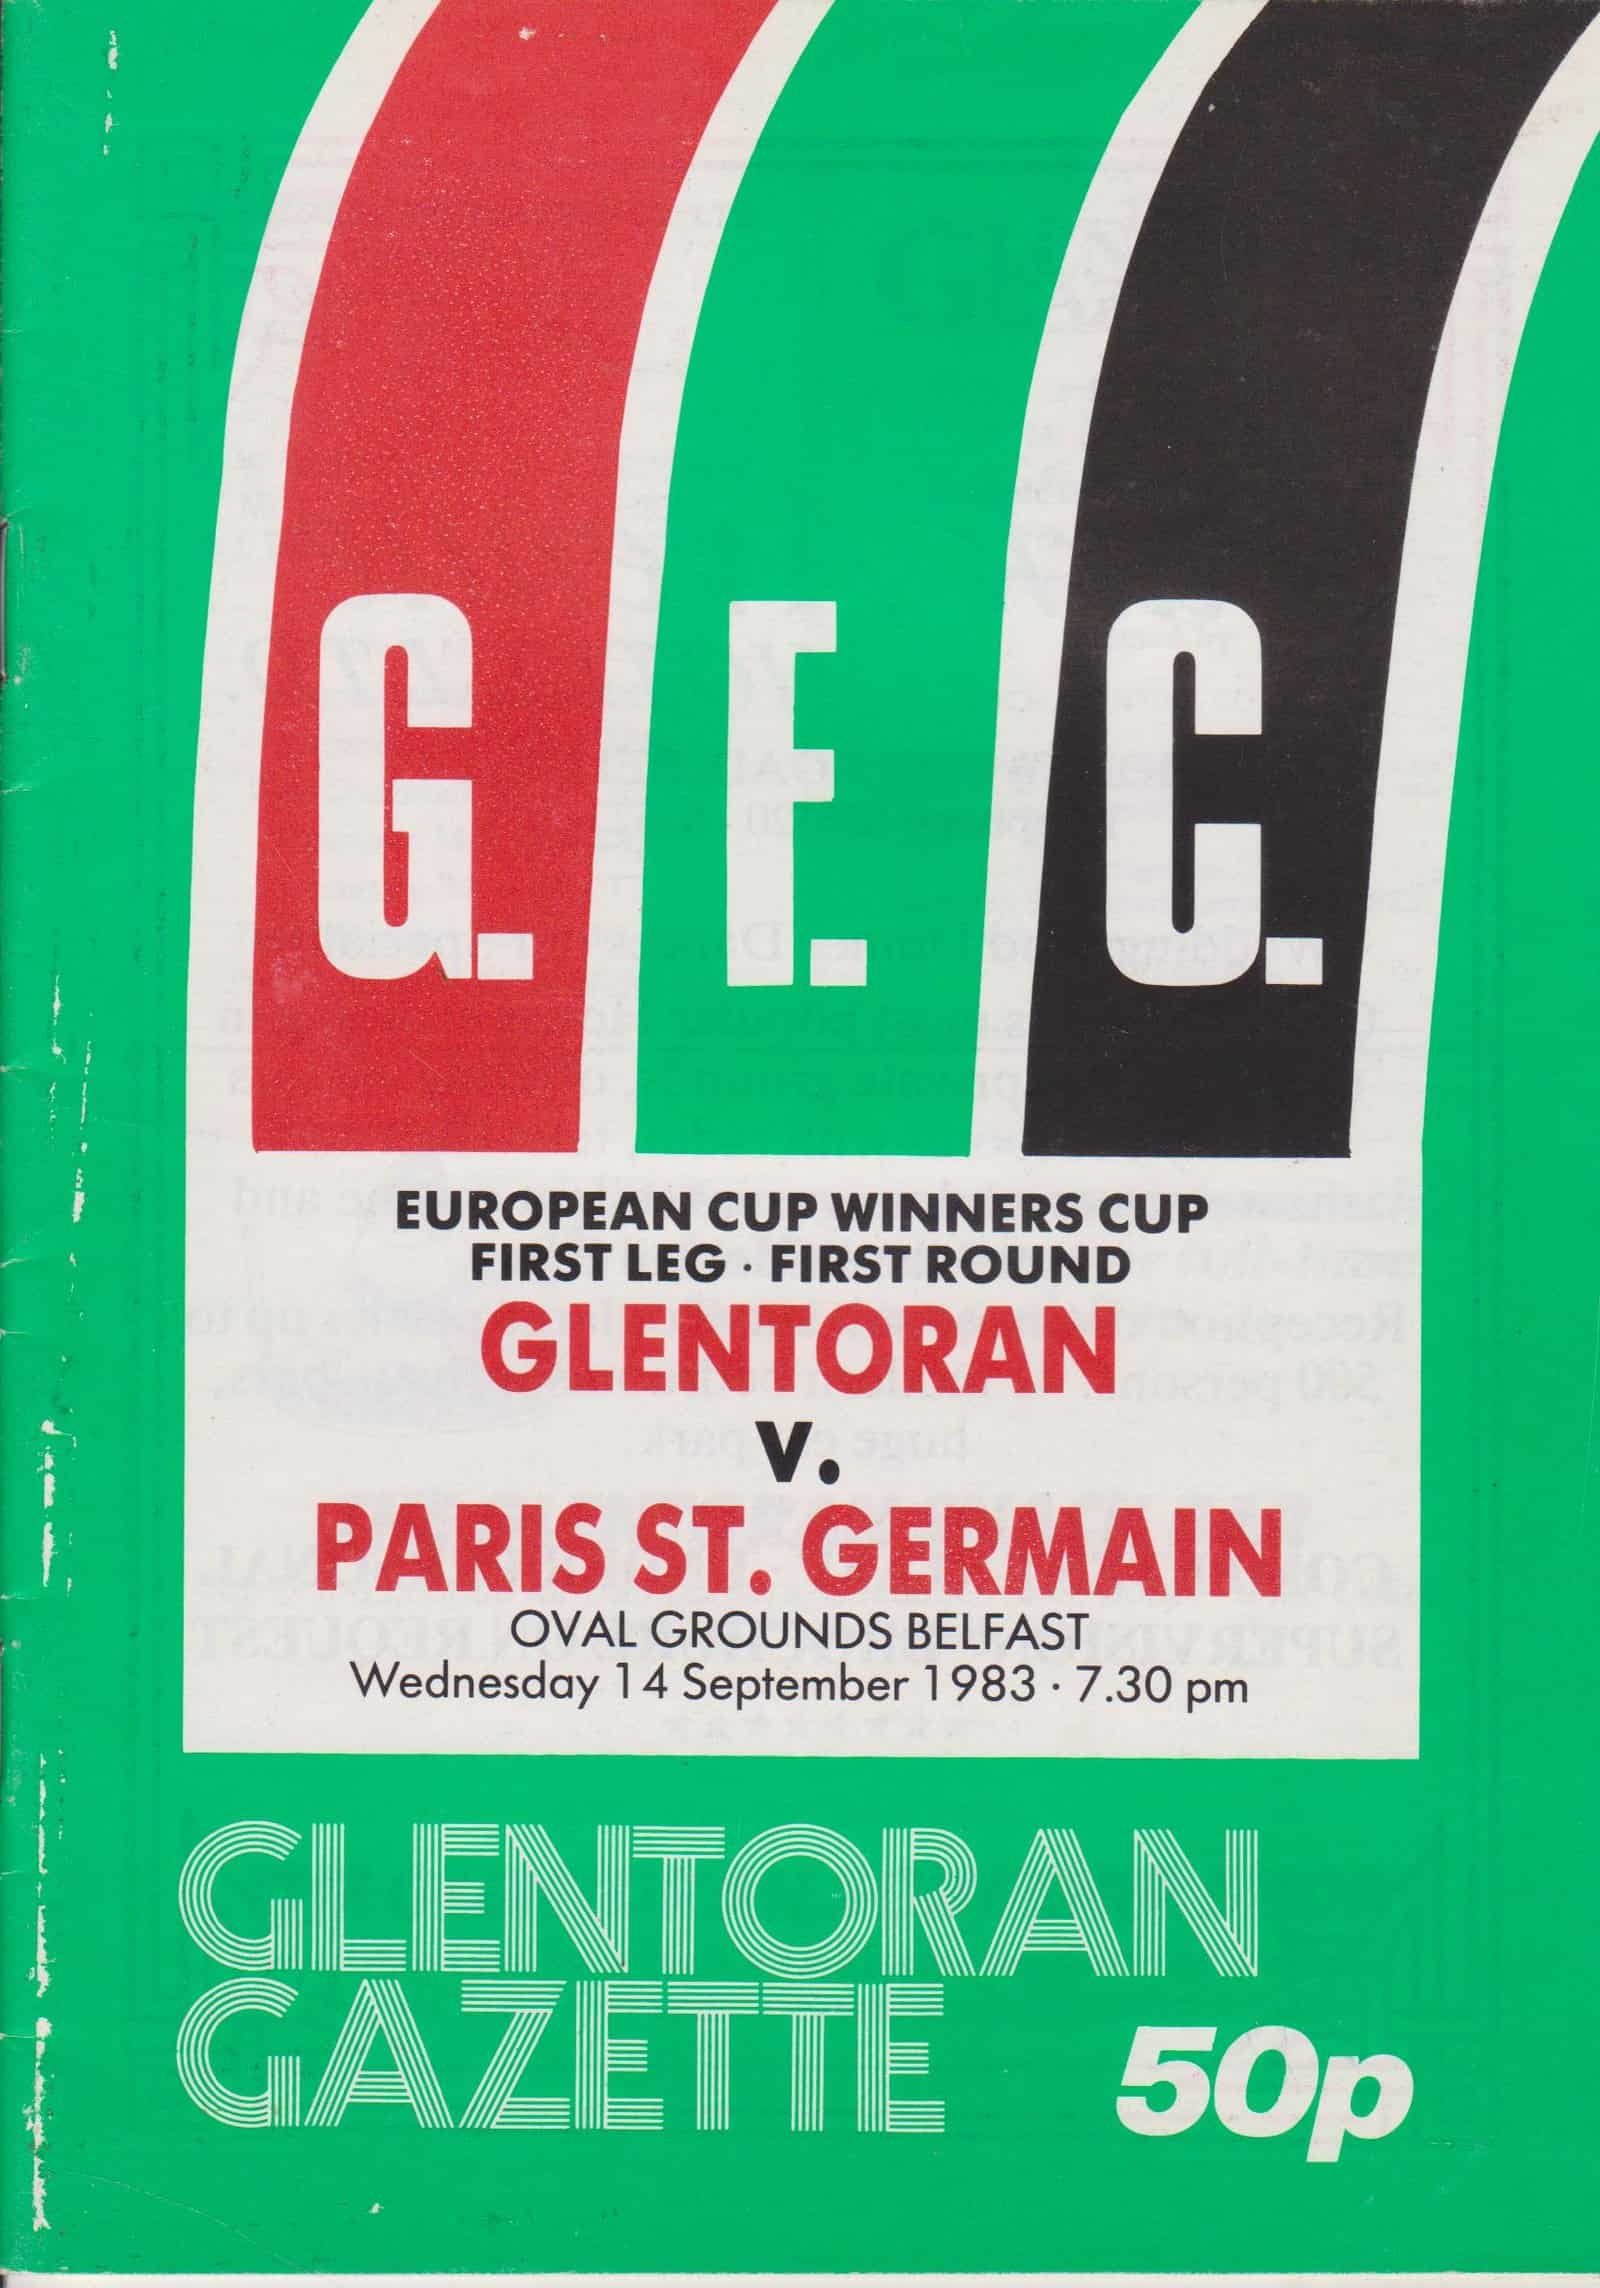 G. F. C.
EUROPEAN CUP WINNERS CUP
FIRST LEG · FIRST ROUND
GLENTORAN
v.
PARIS ST. GERMAIN
OVAL GROUNDS BELFAST
Wednesday 14 September 1983 · 7.30 pm
GLENTORAN
GAZETTE
50p